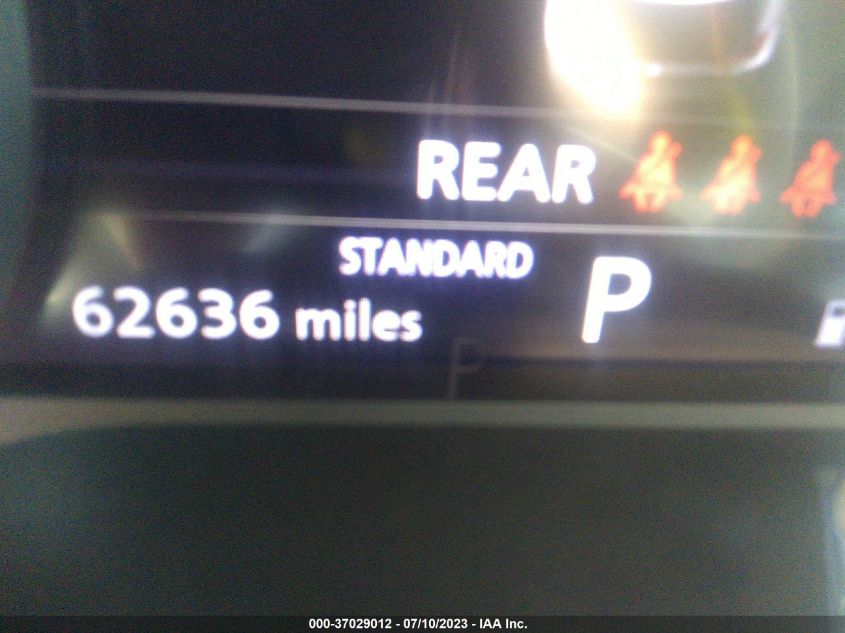 REAR
STANDARD
P
62636 miles
P
000-37029012 - 07/10/2023 - IAA Inc.